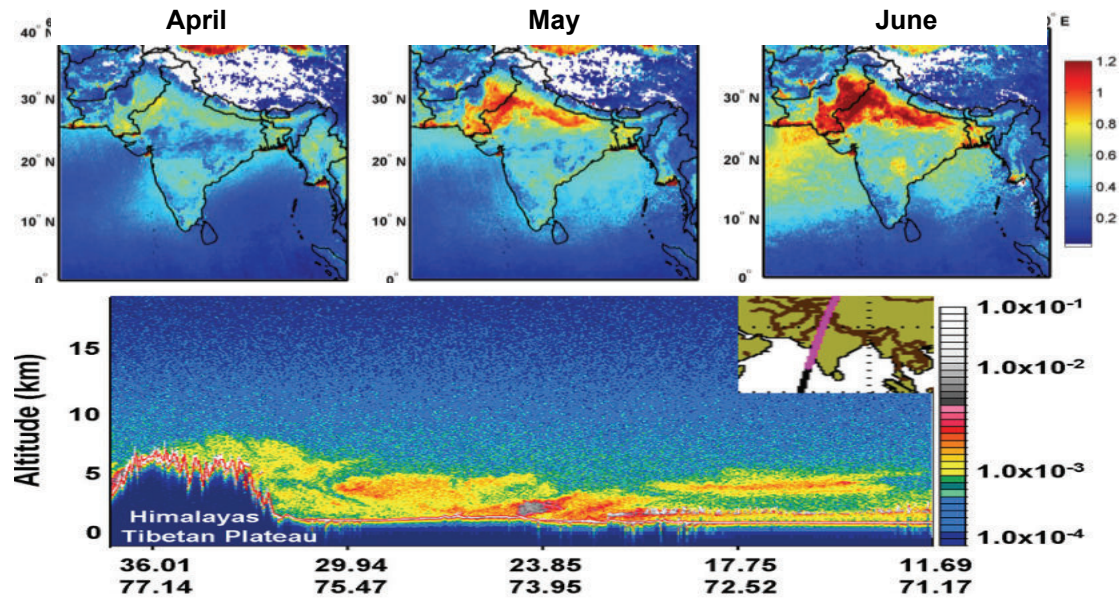 April May June
40° N
30° N
20° N
10° N
0°
40° N
30° N
20° N
10° N
0°
40° N
30° N
20° N
10° N
0°
E
1.2
1
0.8
0.6
0.4
0.2
Altitude (km)
15
10
5
0
Himalayas
Tibetan Plateau
1.0x10-1
1.0x10-2
1.0x10-3
1.0x10-4
36.01 29.94 23.85 17.75 11.69
77.14 75.47 73.95 72.52 71.17